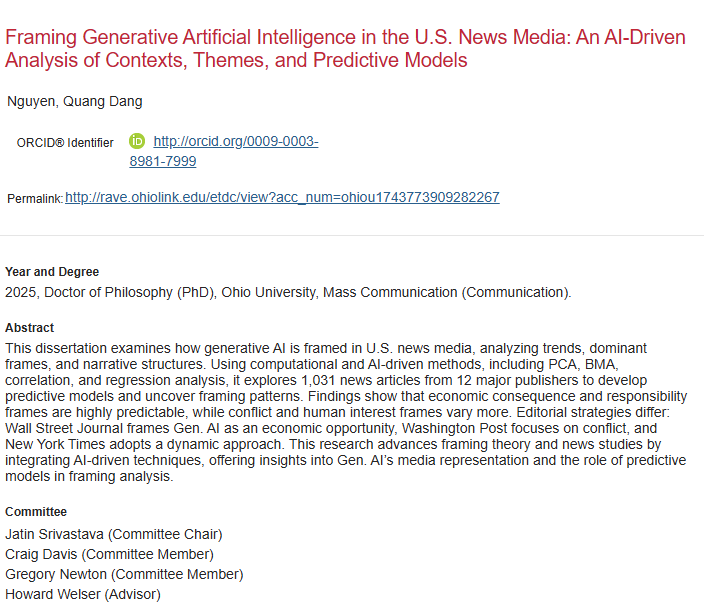 Framing Generative Artificial Intelligence in the U.S. News Media: An AI-Driven
Analysis of Contexts, Themes, and Predictive Models
Nguyen, Quang Dang
ORCID® Identifier
iD http://orcid.org/0009-0003-
8981-7999
Permalink: http://rave.ohiolink.edu/etdc/view?acc_num=ohiou1743773909282267
Year and Degree
2025, Doctor of Philosophy (PhD), Ohio University, Mass Communication (Communication).
Abstract
This dissertation examines how generative AI is framed in U.S. news media, analyzing trends, dominant
frames, and narrative structures. Using computational and AI-driven methods, including PCA, BMA,
correlation, and regression analysis, it explores 1,031 news articles from 12 major publishers to develop
predictive models and uncover framing patterns. Findings show that economic consequence and responsibility
frames are highly predictable, while conflict and human interest frames vary more. Editorial strategies differ:
Wall Street Journal frames Gen. AI as an economic opportunity, Washington Post focuses on conflict, and
New York Times adopts a dynamic approach. This research advances framing theory and news studies by
integrating AI-driven techniques, offering insights into Gen. AI’s media representation and the role of predictive
models in framing analysis.
Committee
Jatin Srivastava (Committee Chair)
Craig Davis (Committee Member)
Gregory Newton (Committee Member)
Howard Welser (Advisor)